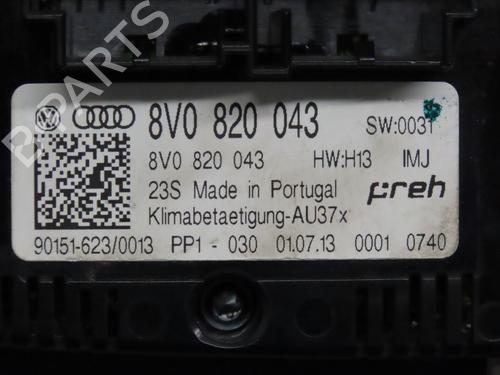 8V0 820 043 SW:0031
8V0 820 043 HW:H13 IMJ
23S Made in Portugal preh
Klimabetaetigung-AU37x
90151-623/0013 PP1 - 030 01.07.13 0001 0740
B-PARTS